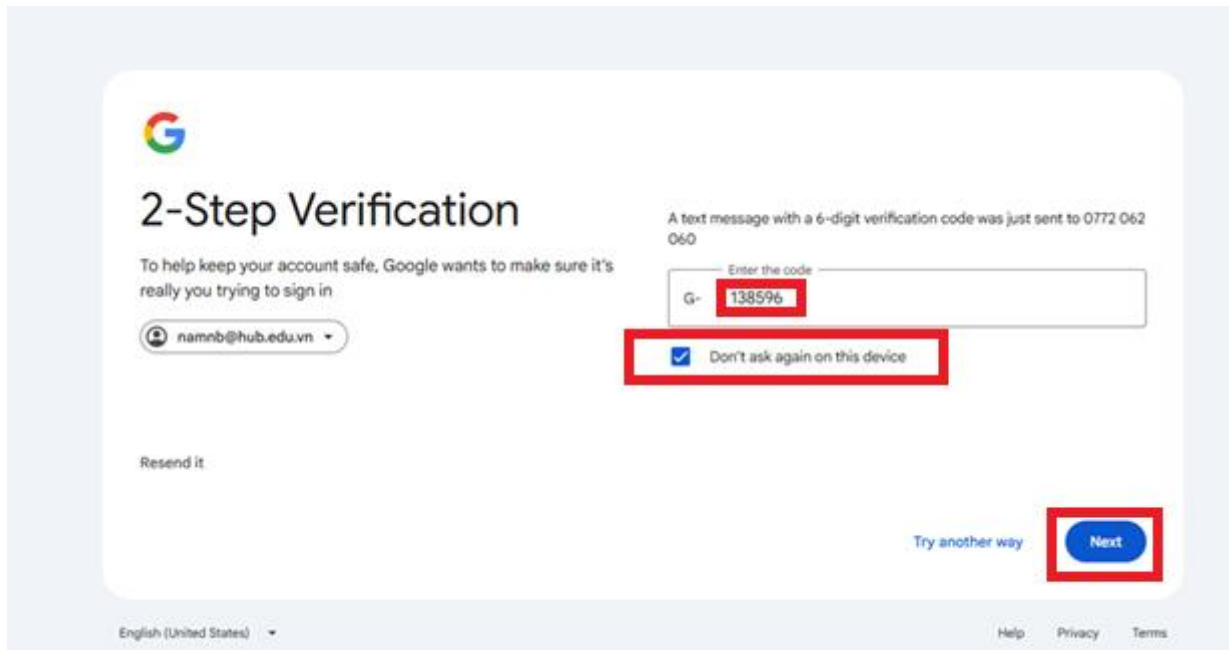 2-Step Verification
To help keep your account safe, Google wants to make sure it's
really you trying to sign in
namnb@hub.edu.vn
Resend it
A text message with a 6-digit verification code was just sent to 0772 062
060
Enter the code
G- 138596
Don't ask again on this device
Try another way
Next
English (United States)
Help Privacy Terms